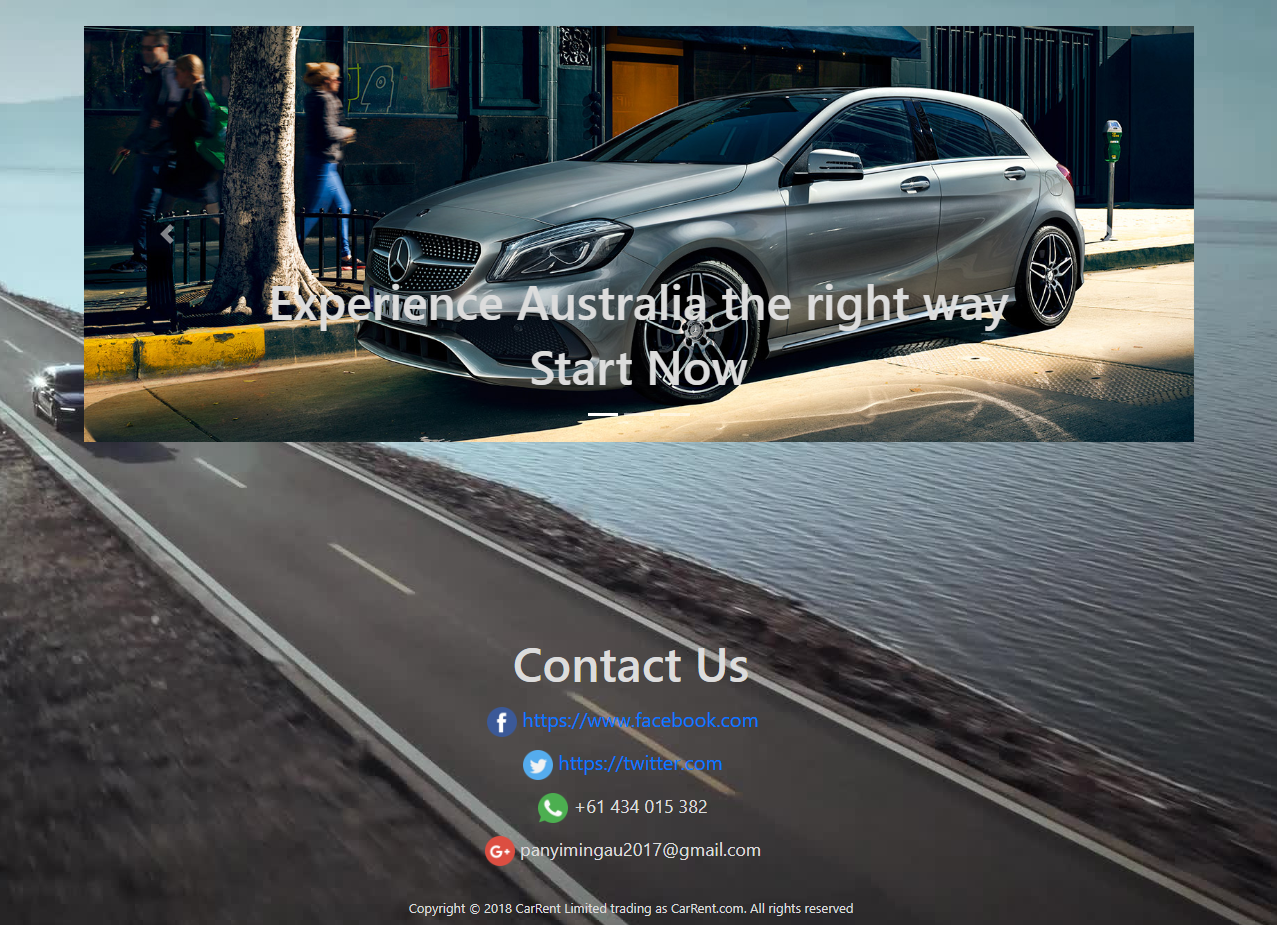 Experience Australia the right way
Start Now
Contact Us
https://www.facebook.com
https://twitter.com
+61 434 015 382
panyimingau2017@gmail.com
Copyright © 2018 CarRent Limited trading as CarRent.com. All rights reserved